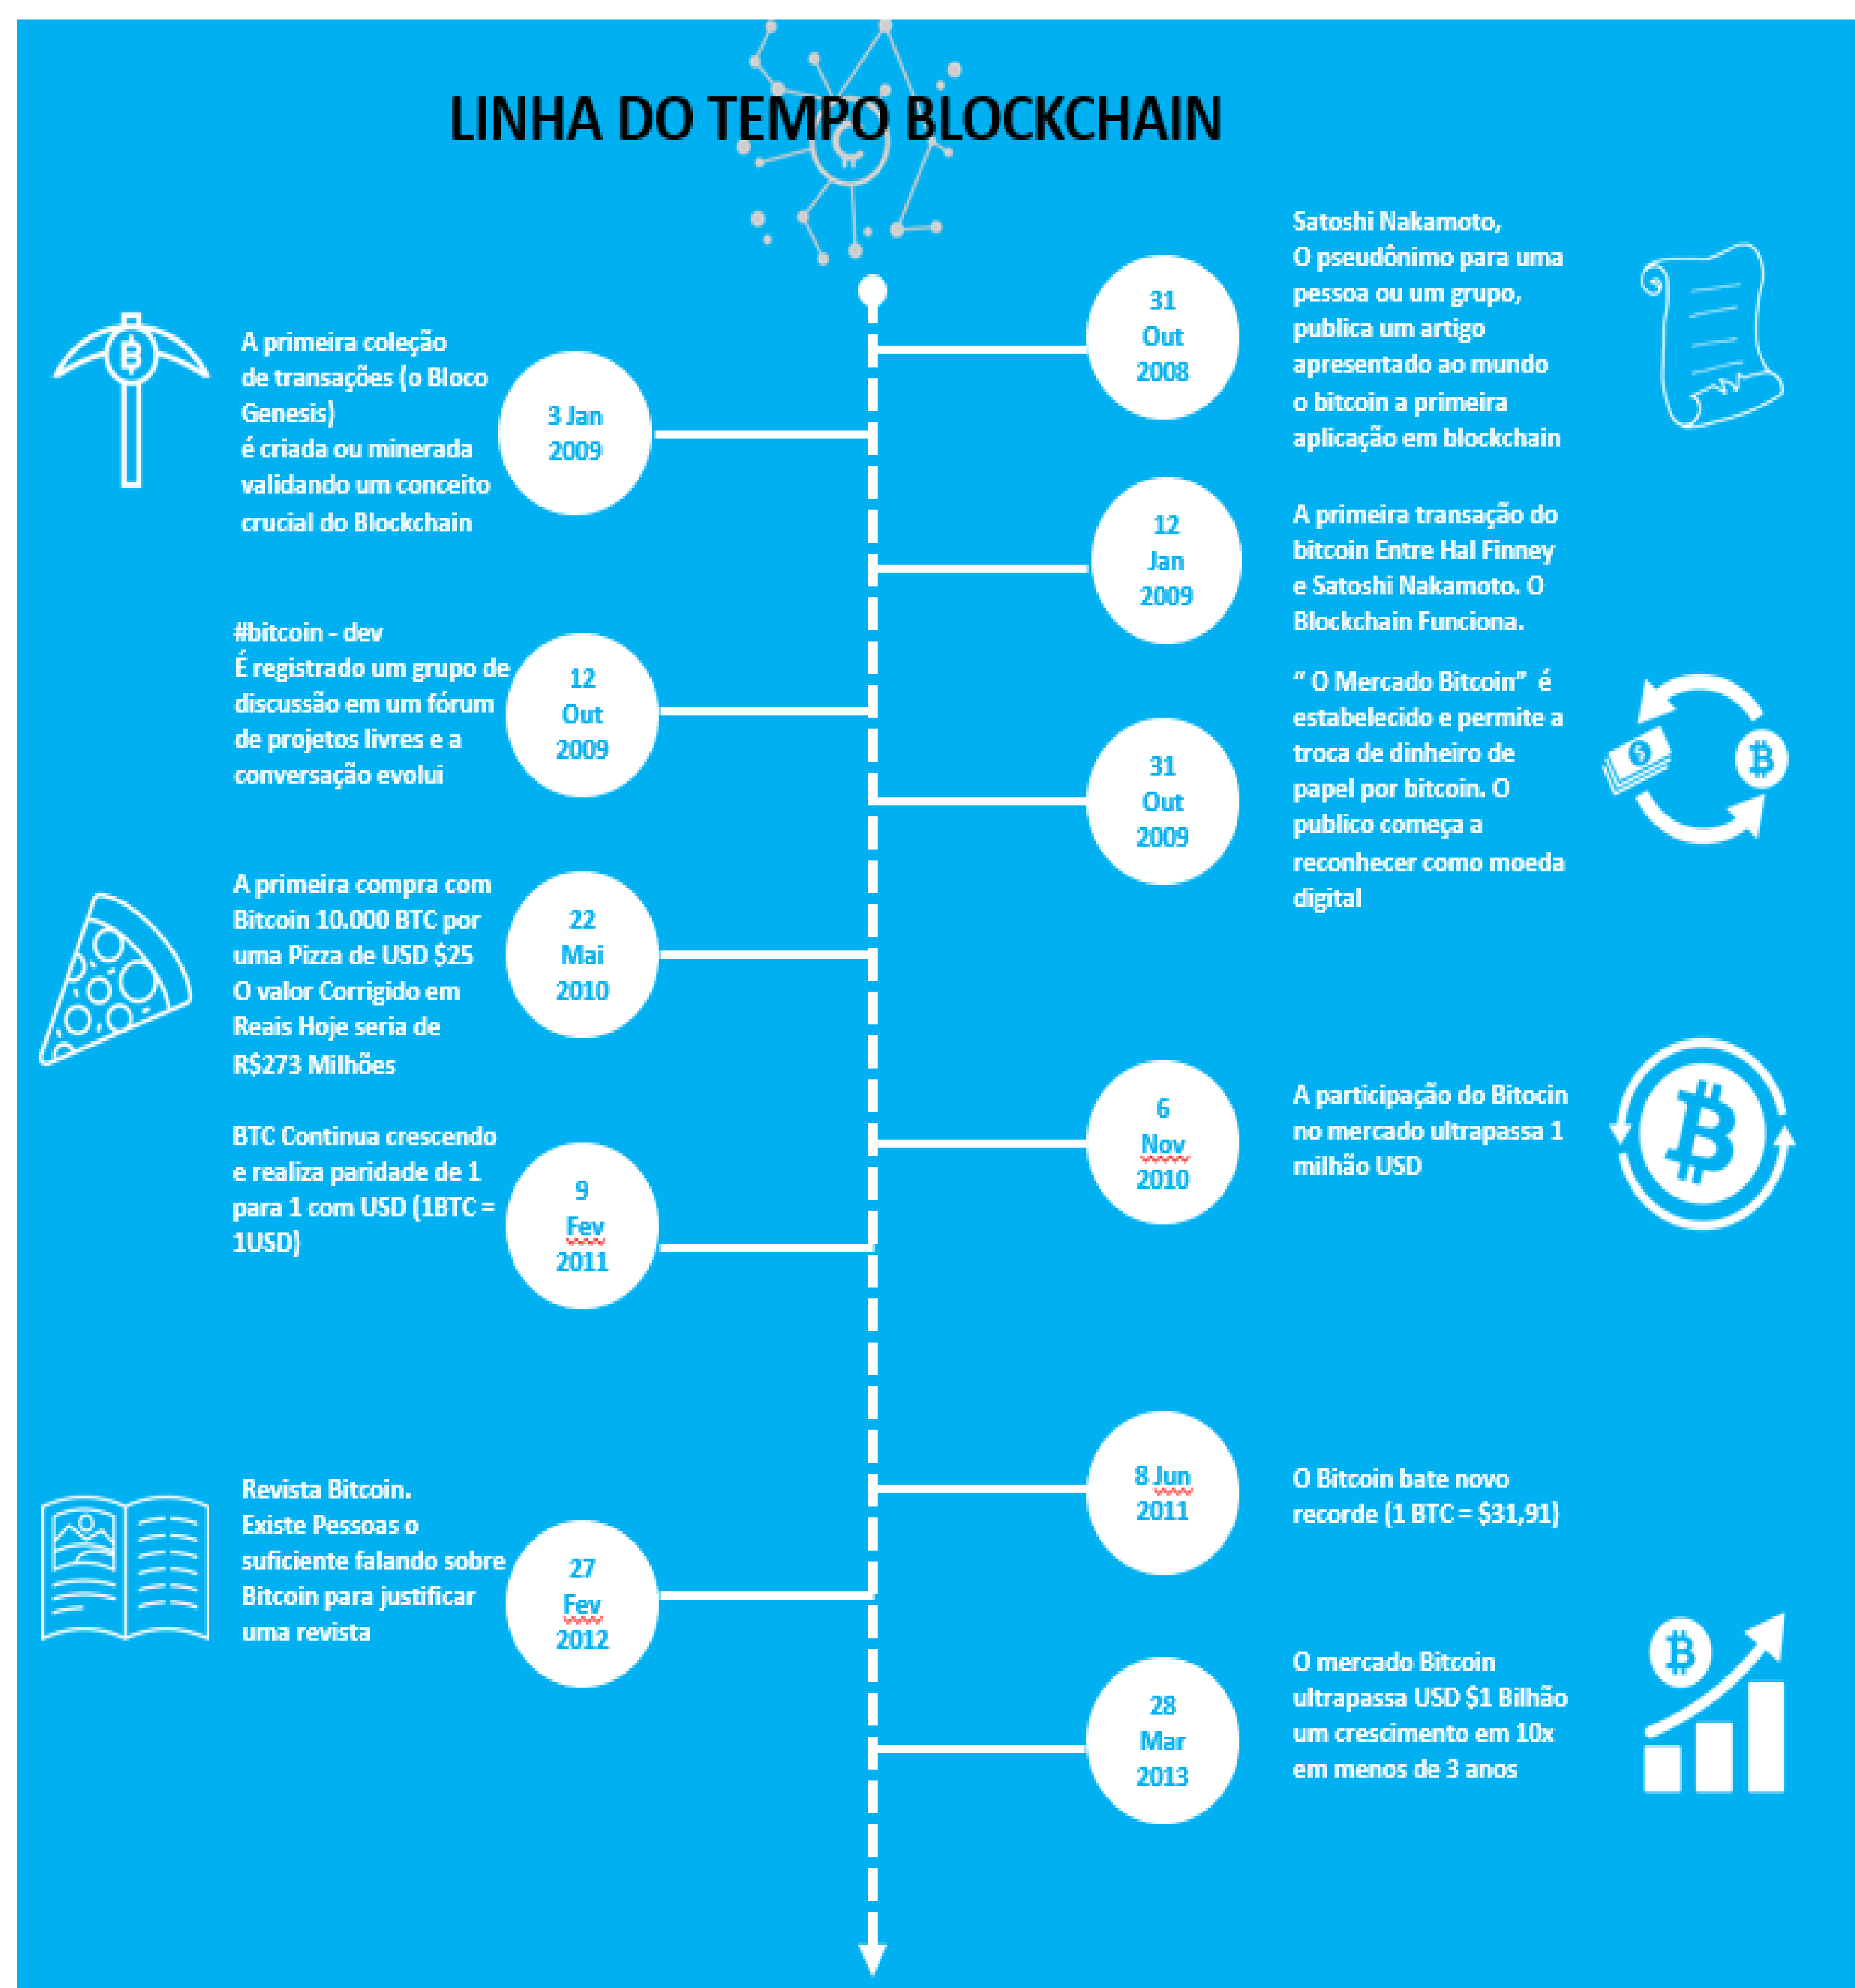 LINHA DO TEMPO BLOCKCHAIN
31
Out
2008
Satoshi Nakamoto,
O pseudônimo para uma
pessoa ou um grupo,
publica um artigo
apresentado ao mundo
o bitcoin a primeira
aplicação em blockchain
A primeira coleção
de transações (o Bloco
Genesis)
é criada ou minerada
validando um conceito
crucial do Blockchain
3 Jan
2009
12
Jan
2009
A primeira transação do
bitcoin Entre Hal Finney
e Satoshi Nakamoto. O
Blockchain Funciona.
#bitcoin - dev
É registrado um grupo de
discussão em um fórum
de projetos livres e a
conversação evolui
12
Out
2009
31
Out
2009
“ O Mercado Bitcoin” é
estabelecido e permite a
troca de dinheiro de
papel por bitcoin. O
publico começa a
reconhecer como moeda
digital
A primeira compra com
Bitcoin 10.000 BTC por
uma Pizza de USD $25
O valor Corrigido em
Reais Hoje seria de
R$273 Milhões
22
Mai
2010
6
Nov
2010
A participação do Bitocin
no mercado ultrapassa 1
milhão USD
BTC Continua crescendo
e realiza paridade de 1
para 1 com USD (1BTC =
1USD)
9
Fev
2011
8 Jun
2011
O Bitcoin bate novo
recorde (1 BTC = $31,91)
Revista Bitcoin.
Existe Pessoas o
suficiente falando sobre
Bitcoin para justificar
uma revista
27
Fev
2012
28
Mar
2013
O mercado Bitcoin
ultrapassa USD $1 Bilhão
um crescimento em 10x
em menos de 3 anos